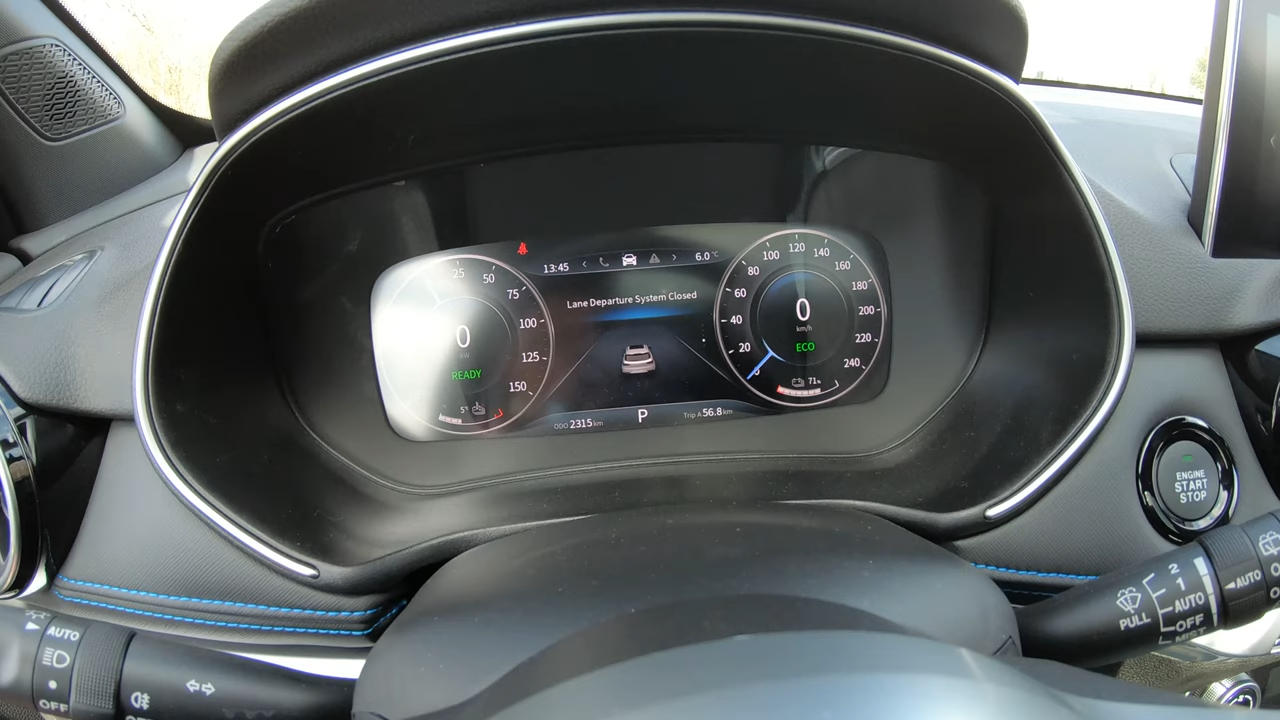 13:45
6.0°C
Lane Departure System Closed
25
50
75
100
125
150
0
kW
READY
5%
20
40
60
80
100
120
140
160
180
200
220
240
0
0
km/h
ECO
71%
ODO 2315 km
P
Trip A 56.8 km
ENGINE
START
STOP
AUTO
OFF
PULL
2
1
AUTO
OFF
MIST
AUTO